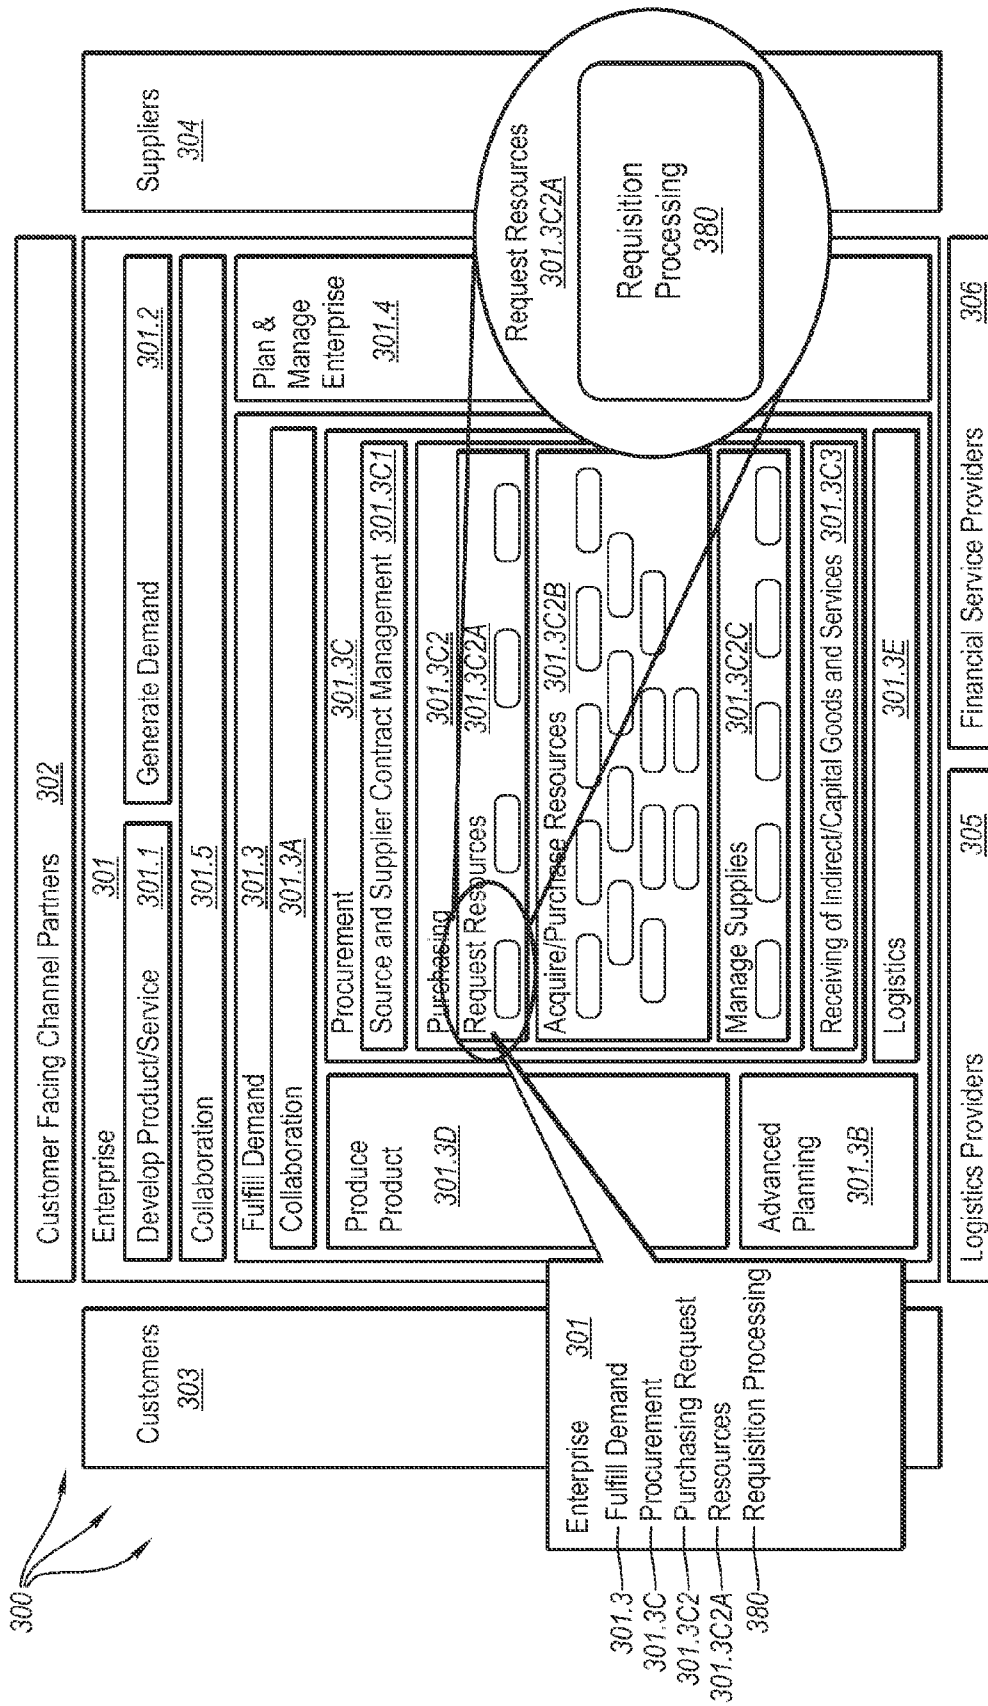 300
Customer Facing Channel Partners
302
Customers
303
Suppliers
304
Enterprise
301
Develop Product/Service
301.1
Generate Demand
301.2
Collaboration
301.5
Fulfill Demand
301.3
Collaboration
301.3A
Plan &
Manage
Enterprise
301.4
Produce
Product
301.3D
Advanced
Planning
301.3B
Procurement
301.3C
Source and Supplier Contract Management 301.3C1
Purchasing
301.3C2
Request Resources
301.3C2A
Acquire/Purchase Resources
301.3C2B
Manage Supplies
301.3C2C
Receiving of Indirect/Capital Goods and Services 301.3C3
Logistics
301.3E
Request Resources
301.3C2A
Requisition
Processing
380
Enterprise 301
301.3 Fulfill Demand
301.3C Procurement
301.3C2 Purchasing Request
301.3C2A Resources
380 Requisition Processing
Logistics Providers
305
Financial Service Providers
306